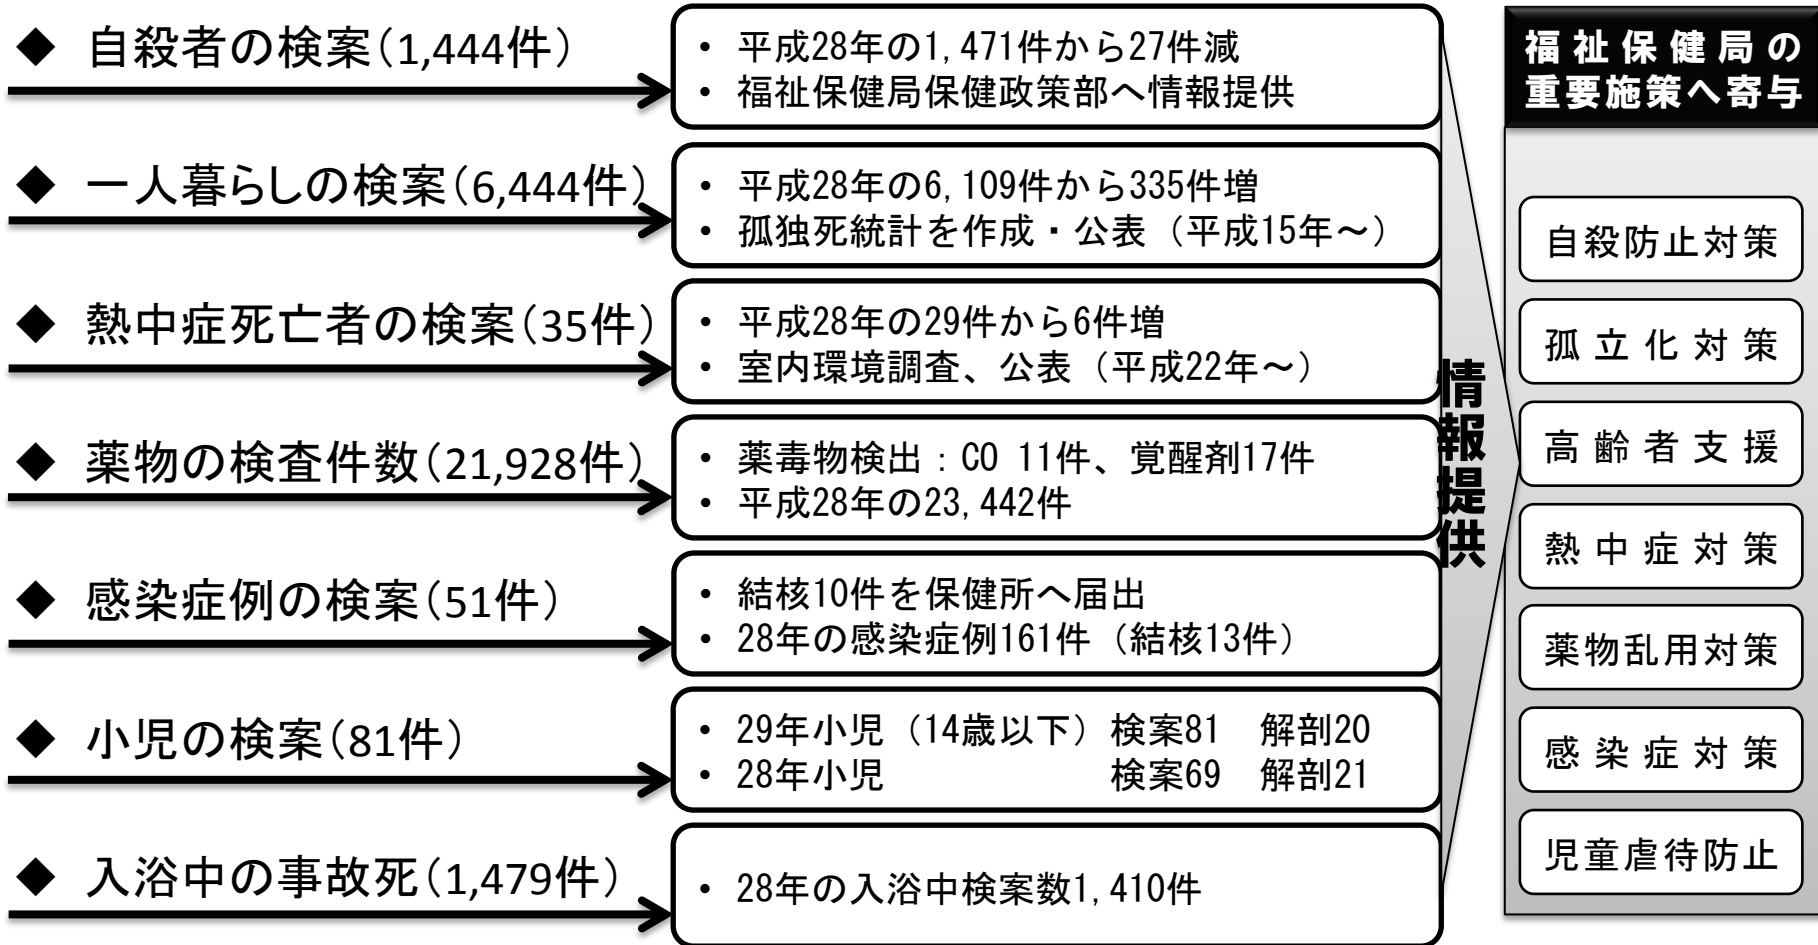 ◆ 自殺者の検案（1,444件）
• 平成28年の1,471件から27件減
• 福祉保健局保健政策部へ情報提供
◆ 一人暮らしの検案（6,444件）
• 平成28年の6,109件から335件増
• 孤独死統計を作成・公表（平成15年～）
◆ 熱中症死亡者の検案（35件）
• 平成28年の29件から6件増
• 室内環境調査、公表（平成22年～）
◆ 薬物の検査件数（21,928件）
• 薬毒物検出：CO 11件、覚醒剤17件
• 平成28年の23,442件
◆ 感染症例の検案（51件）
• 結核10件を保健所へ届出
• 28年の感染症例161件（結核13件）
◆ 小児の検案（81件）
• 29年小児（14歳以下）検案81　解剖20
• 28年小児　　　　　　検案69　解剖21
◆ 入浴中の事故死（1,479件）
• 28年の入浴中検案数1,410件
情報提供
福祉保健局の
重要施策へ寄与
自殺防止対策
孤立化対策
高齢者支援
熱中症対策
薬物乱用対策
感染症対策
児童虐待防止